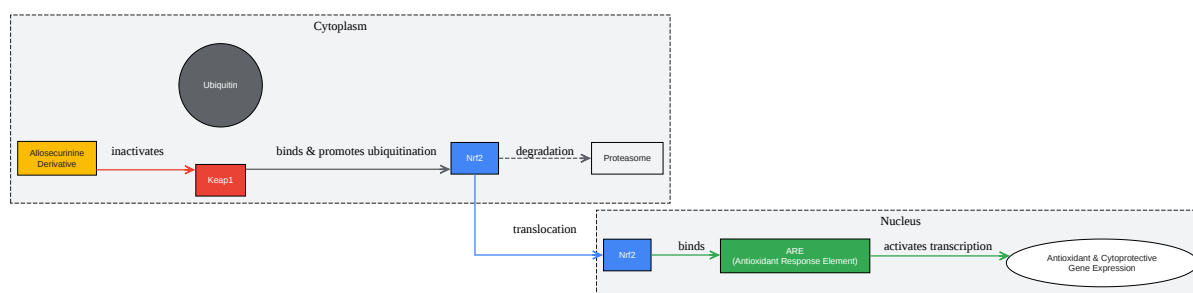 Cytoplasm
Ubiquitin
Allosecurinine
Derivative
inactivates
Keap1
binds & promotes ubiquitination
Nrf2
degradation
Proteasome
translocation
Nucleus
Nrf2
binds
ARE
(Antioxidant Response Element)
activates transcription
Antioxidant & Cytoprotective
Gene Expression